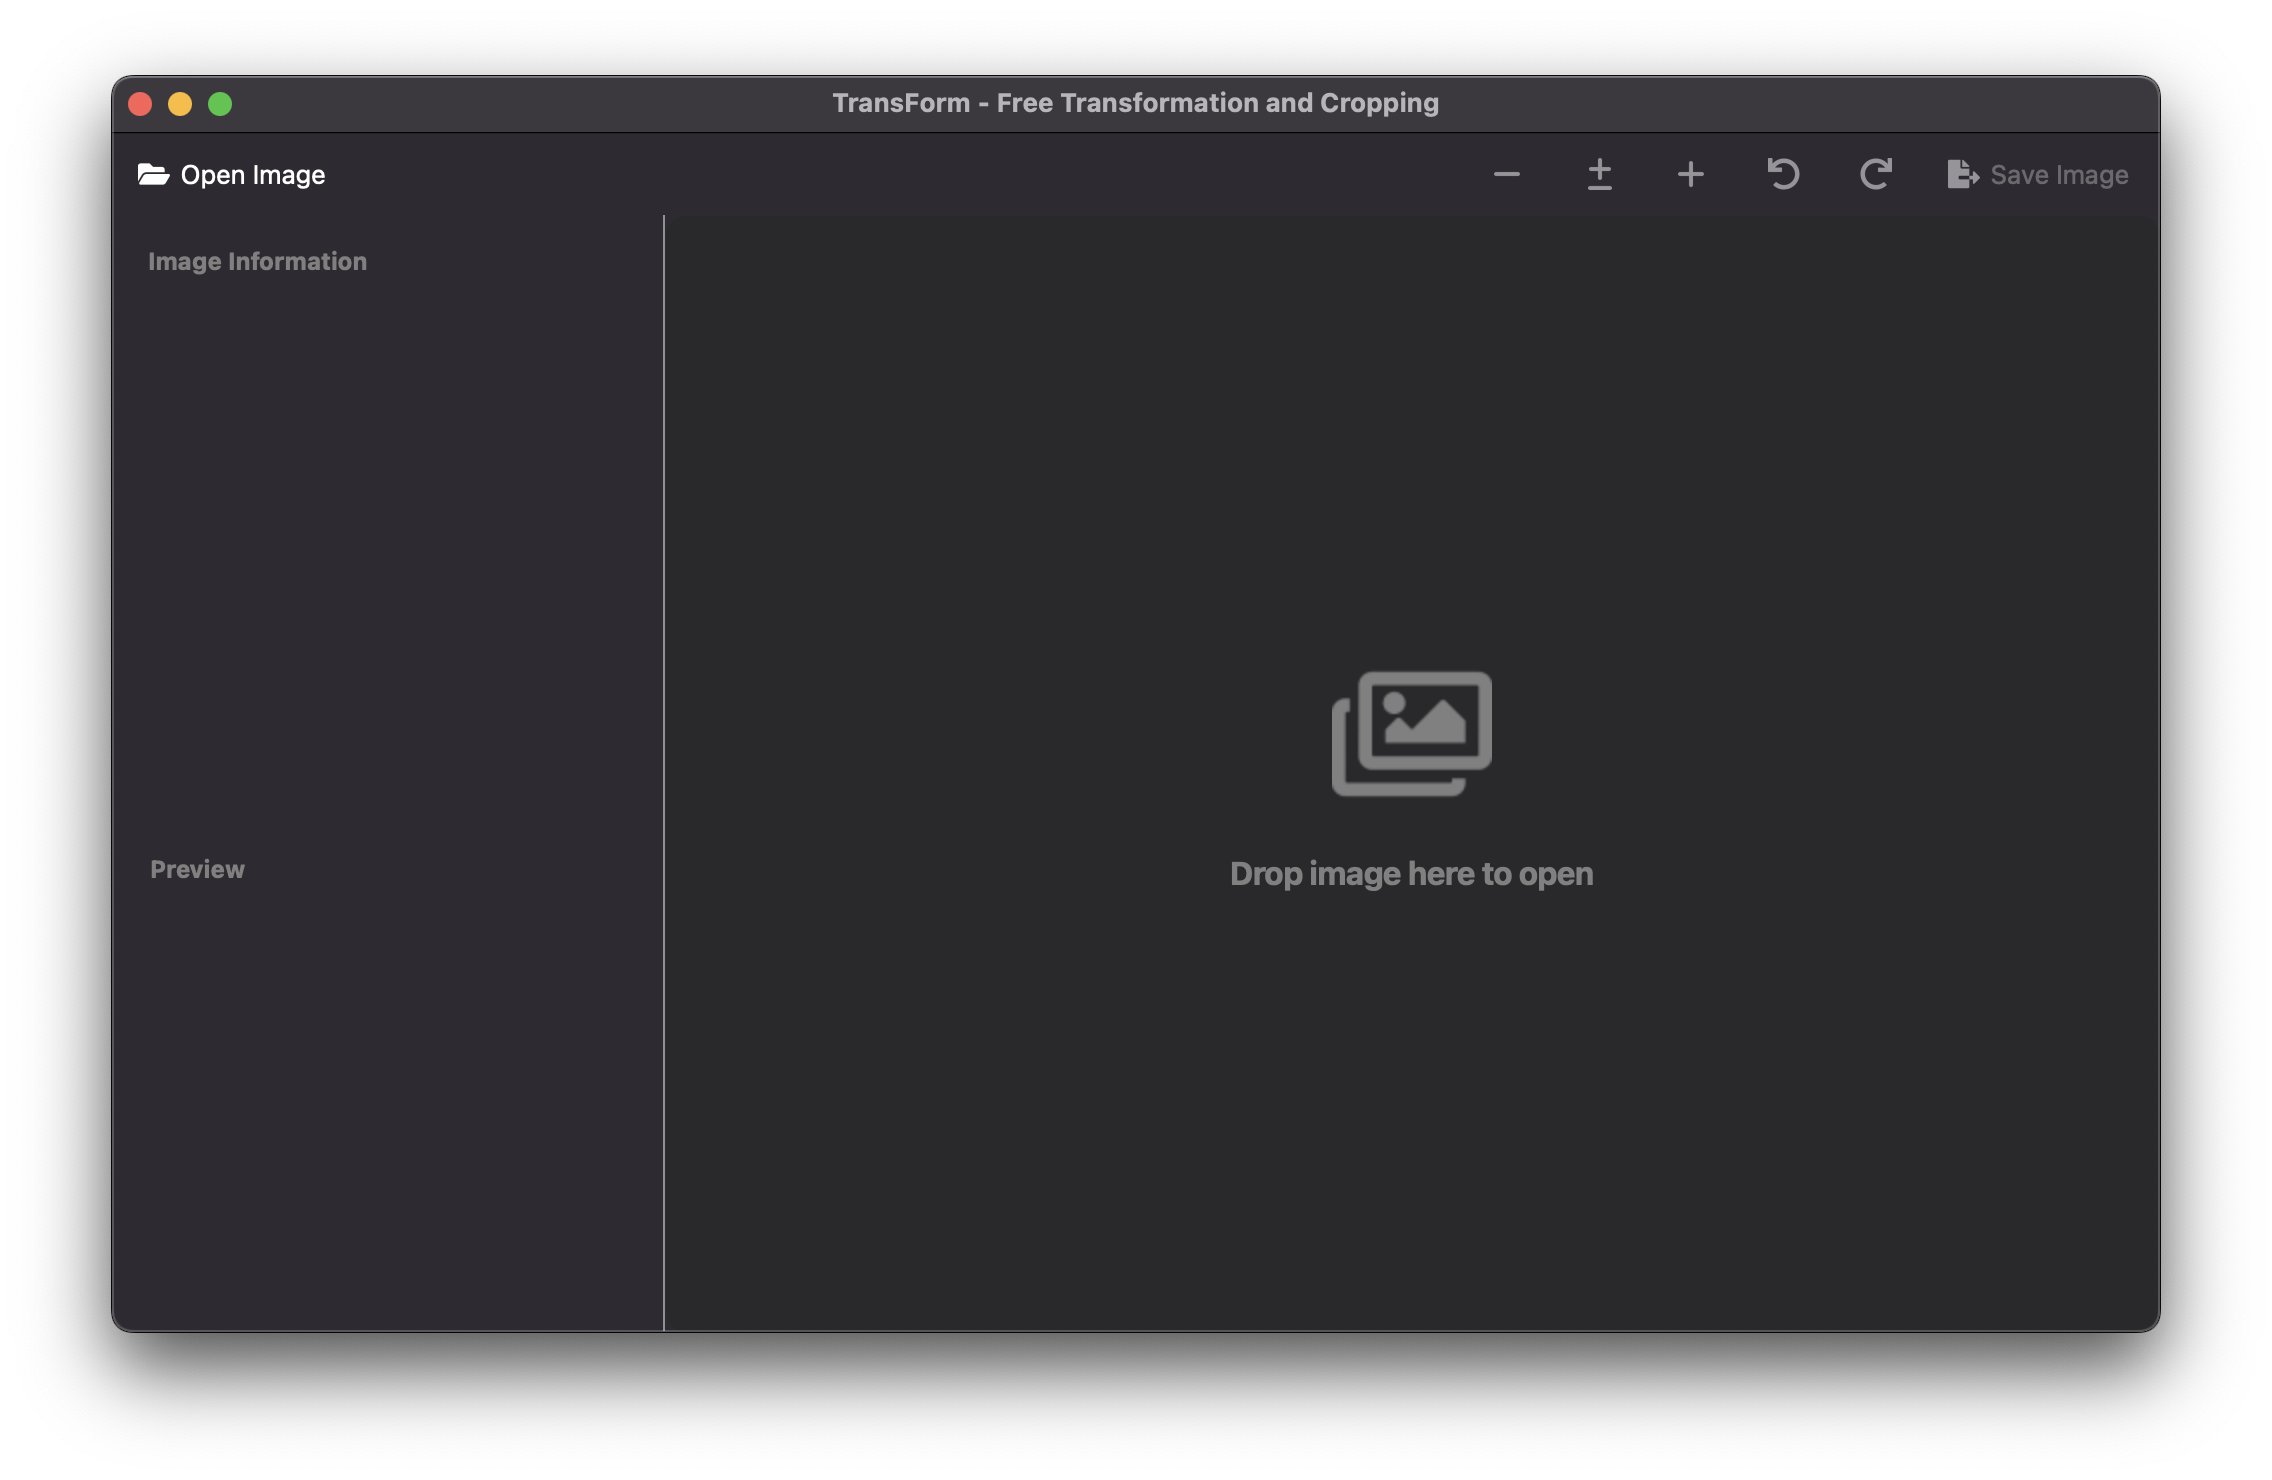 TransForm - Free Transformation and Cropping
Open Image
Save Image
Image Information
Preview
Drop image here to open